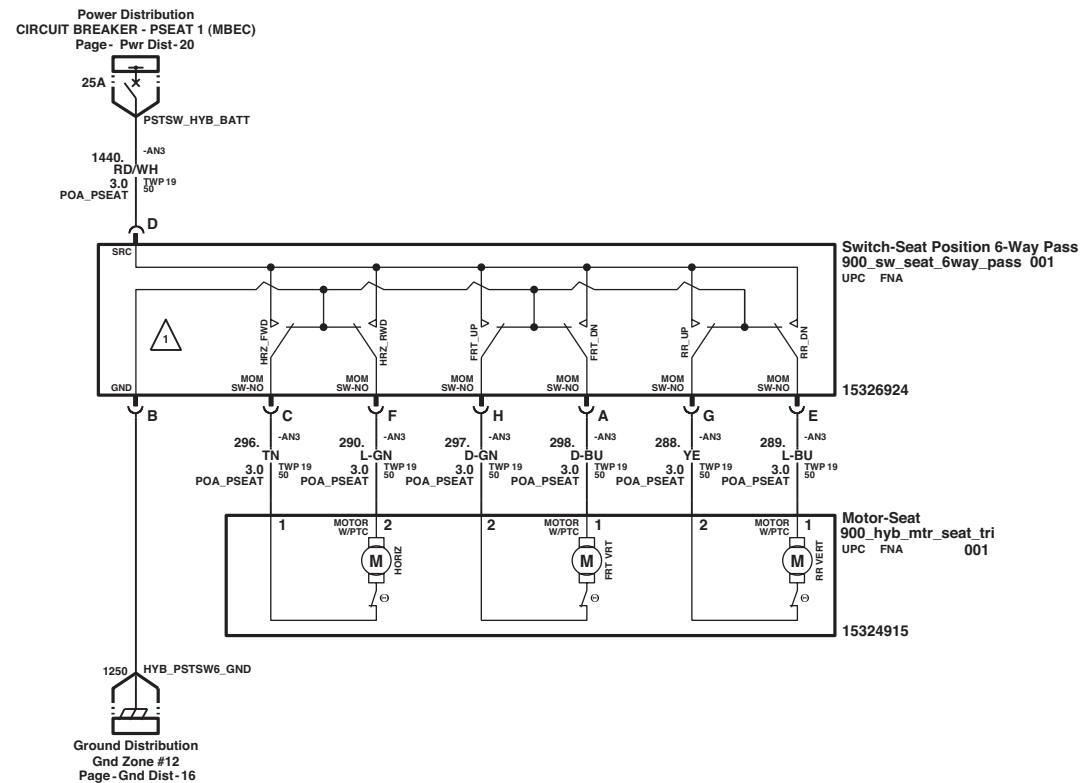 Power Distribution
CIRCUIT BREAKER - PSEAT 1 (MBEC)
Page- Pwr Dist-20
25A
PSTSW_HYB_BATT
1440.
-AN3
RD/WH
3.0
TWP 19
50
POA_PSEAT
D
SRC
Switch-Seat Position 6-Way Pass
900_sw_seat_6way_pass 001
UPC FNA
1
HRZ_FWD
HRZ_RWD
FRT_UP
FRT_DN
RR_UP
RR_DN
GND
MOM
SW-NO
MOM
SW-NO
MOM
SW-NO
MOM
SW-NO
MOM
SW-NO
MOM
SW-NO
15326924
B
C
F
H
A
G
E
296.
-AN3
TN
3.0
POA_PSEAT
290.
-AN3
L-GN
3.0
TWP 19
50
POA_PSEAT
297.
-AN3
D-GN
3.0
TWP 19
50
POA_PSEAT
298.
-AN3
D-BU
3.0
TWP 19
50
POA_PSEAT
288.
-AN3
YE
3.0
TWP 19
50
POA_PSEAT
289.
-AN3
L-BU
3.0
TWP 19
50
POA_PSEAT
TWP 19
50
1
MOTOR
W/PTC
2
2
MOTOR
W/PTC
1
2
MOTOR
W/PTC
1
Motor-Seat
900_hyb_mtr_seat_tri
UPC FNA
001
M
HORIZ
M
FRT VRT
M
RR VERT
15324915
1250
HYB_PSTSW6_GND
Ground Distribution
Gnd Zone #12
Page-Gnd Dist-16